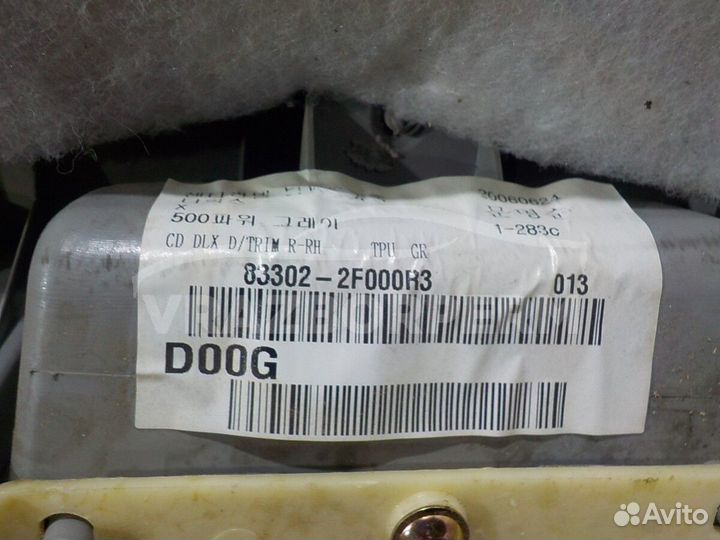 20060624
500파워 그레이
1-283c
CD DLX D/TRIM R-RH TPU GR
83302-2F000R3 013
D00G
VRAZBORPEKB
Avito